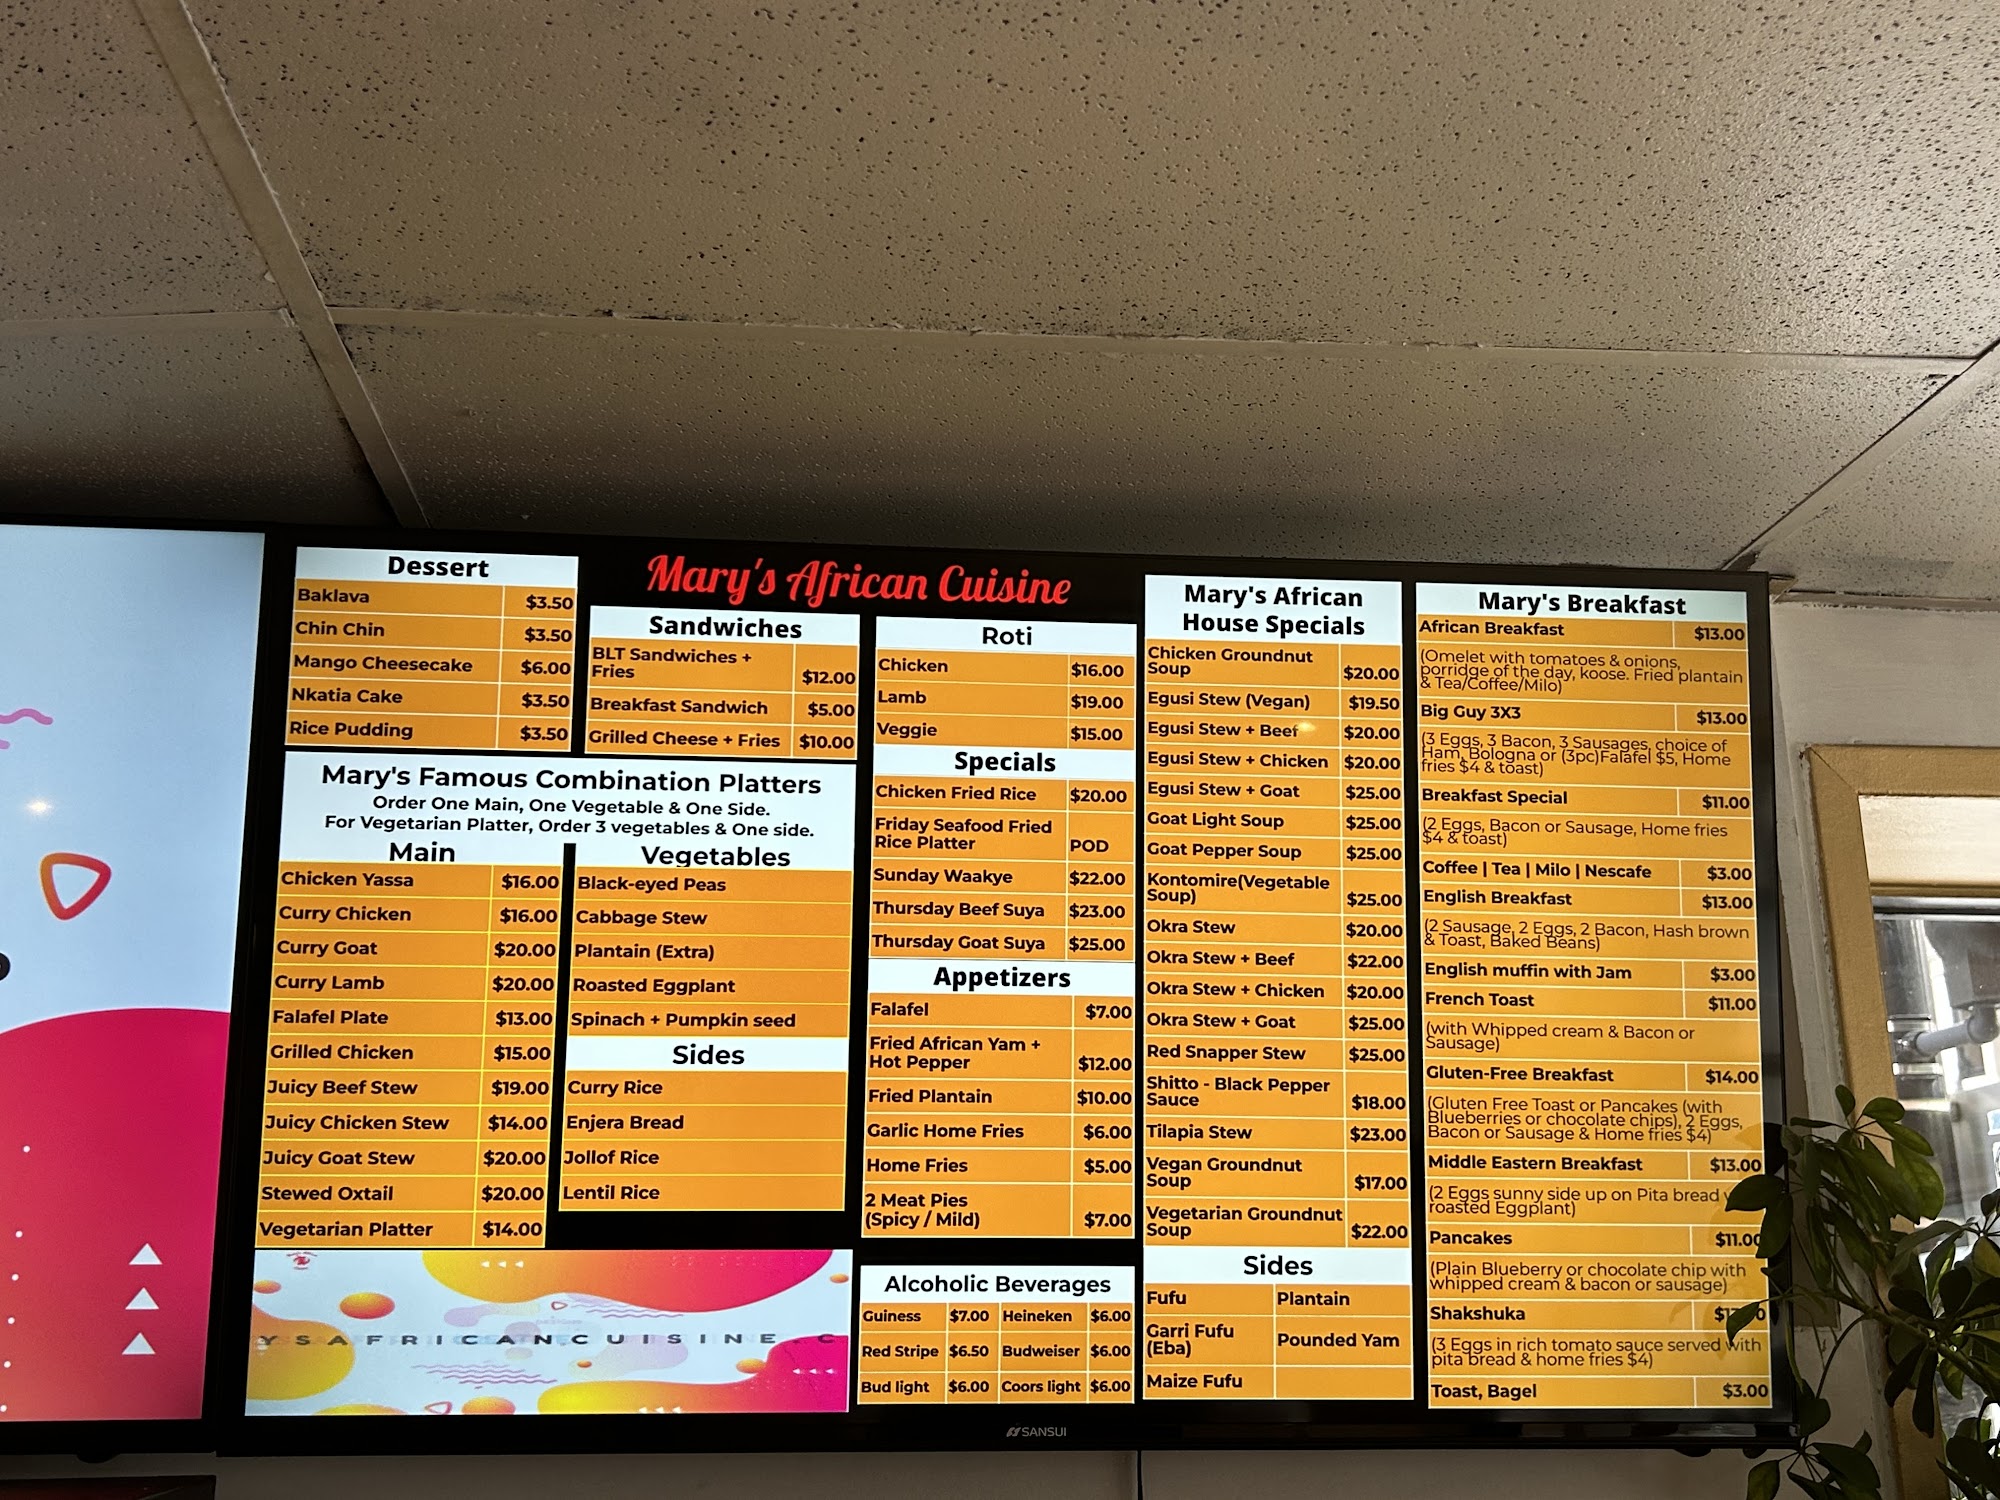 Mary's African Cuisine
Dessert
Baklava $3.50
Chin Chin $3.50
Mango Cheesecake $6.00
Nkatia Cake $3.50
Rice Pudding $3.50
Sandwiches
BLT Sandwiches +
Fries $12.00
Breakfast Sandwich $5.00
Grilled Cheese + Fries $10.00
Mary's Famous Combination Platters
Order One Main, One Vegetable & One Side.
For Vegetarian Platter, Order 3 vegetables & One side.
Main
Chicken Yassa $16.00
Curry Chicken $16.00
Curry Goat $20.00
Curry Lamb $20.00
Falafel Plate $13.00
Grilled Chicken $15.00
Juicy Beef Stew $19.00
Juicy Chicken Stew $14.00
Juicy Goat Stew $20.00
Stewed Oxtail $20.00
Vegetarian Platter $14.00
Vegetables
Black-eyed Peas
Cabbage Stew
Plantain (Extra)
Roasted Eggplant
Spinach + Pumpkin seed
Sides
Curry Rice
Enjera Bread
Jollof Rice
Lentil Rice
YSAFRICANCUISINE.C
Roti
Chicken $16.00
Lamb $19.00
Veggie $15.00
Specials
Chicken Fried Rice $20.00
Friday Seafood Fried
Rice Platter POD
Sunday Waakye $22.00
Thursday Beef Suya $23.00
Thursday Goat Suya $25.00
Appetizers
Falafel $7.00
Fried African Yam +
Hot Pepper $12.00
Fried Plantain $10.00
Garlic Home Fries $6.00
Home Fries $5.00
2 Meat Pies
(Spicy / Mild) $7.00
Alcoholic Beverages
Guiness $7.00 Heineken $6.00
Red Stripe $6.50 Budweiser $6.00
Bud light $6.00 Coors light $6.00
Mary's African
House Specials
Chicken Groundnut
Soup $20.00
Egusi Stew (Vegan) $19.50
Egusi Stew + Beef $20.00
Egusi Stew + Chicken $20.00
Egusi Stew + Goat $25.00
Goat Light Soup $25.00
Goat Pepper Soup $25.00
Kontomire(Vegetable
Soup) $25.00
Okra Stew $20.00
Okra Stew + Beef $22.00
Okra Stew + Chicken $20.00
Okra Stew + Goat $25.00
Red Snapper Stew $25.00
Shitto - Black Pepper
Sauce $18.00
Tilapia Stew $23.00
Vegan Groundnut
Soup $17.00
Vegetarian Groundnut
Soup $22.00
Sides
Fufu Plantain
Garri Fufu
(Eba) Pounded Yam
Maize Fufu
Mary's Breakfast
African Breakfast $13.00
(Omelet with tomatoes & onions,
porridge of the day, koose. Fried plantain
& Tea/Coffee/Milo)
Big Guy 3X3 $13.00
(3 Eggs, 3 Bacon, 3 Sausages, choice of
Ham, Bologna or (3pc)Falafel $5, Home
fries $4 & toast)
Breakfast Special $11.00
(2 Eggs, Bacon or Sausage, Home fries
$4 & toast)
Coffee | Tea | Milo | Nescafe $3.00
English Breakfast $13.00
(2 Sausage, 2 Eggs, 2 Bacon, Hash brown
& Toast, Baked Beans)
English muffin with Jam $3.00
French Toast $11.00
(with Whipped cream & Bacon or
Sausage)
Gluten-Free Breakfast $14.00
(Gluten Free Toast or Pancakes (with
Blueberries or chocolate chips), 2 Eggs,
Bacon or Sausage & Home fries $4)
Middle Eastern Breakfast $13.00
(2 Eggs sunny side up on Pita bread
roasted Eggplant)
Pancakes $11.00
(Plain Blueberry or chocolate chip with
whipped cream & bacon or sausage)
Shakshuka
(3 Eggs in rich tomato sauce served with
pita bread & home fries $4)
Toast, Bagel $3.00
SANSUI